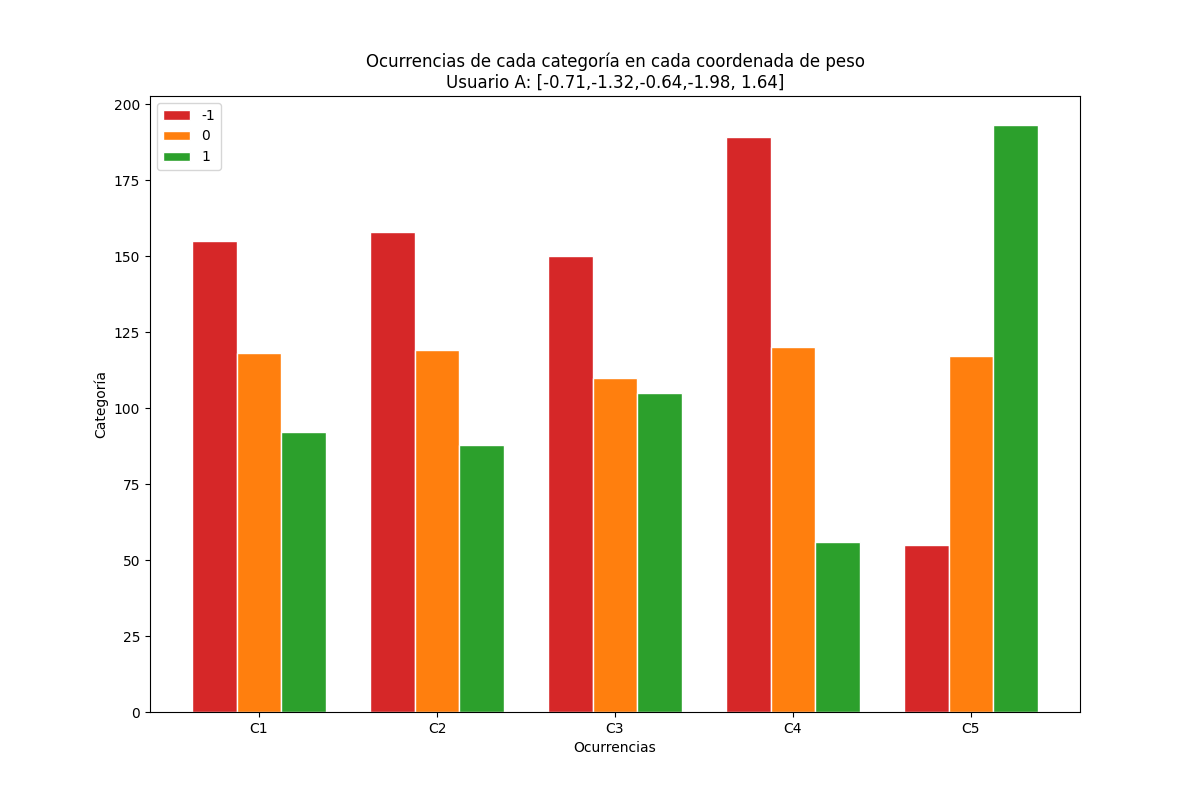 Ocurrencias de cada categoría en cada coordenada de peso
Usuario A: [-0.71,-1.32,-0.64,-1.98, 1.64]
-1
0
1
200
175
150
125
100
75
50
25
0
Categoría
C1 C2 C3 C4 C5
Ocurrencias